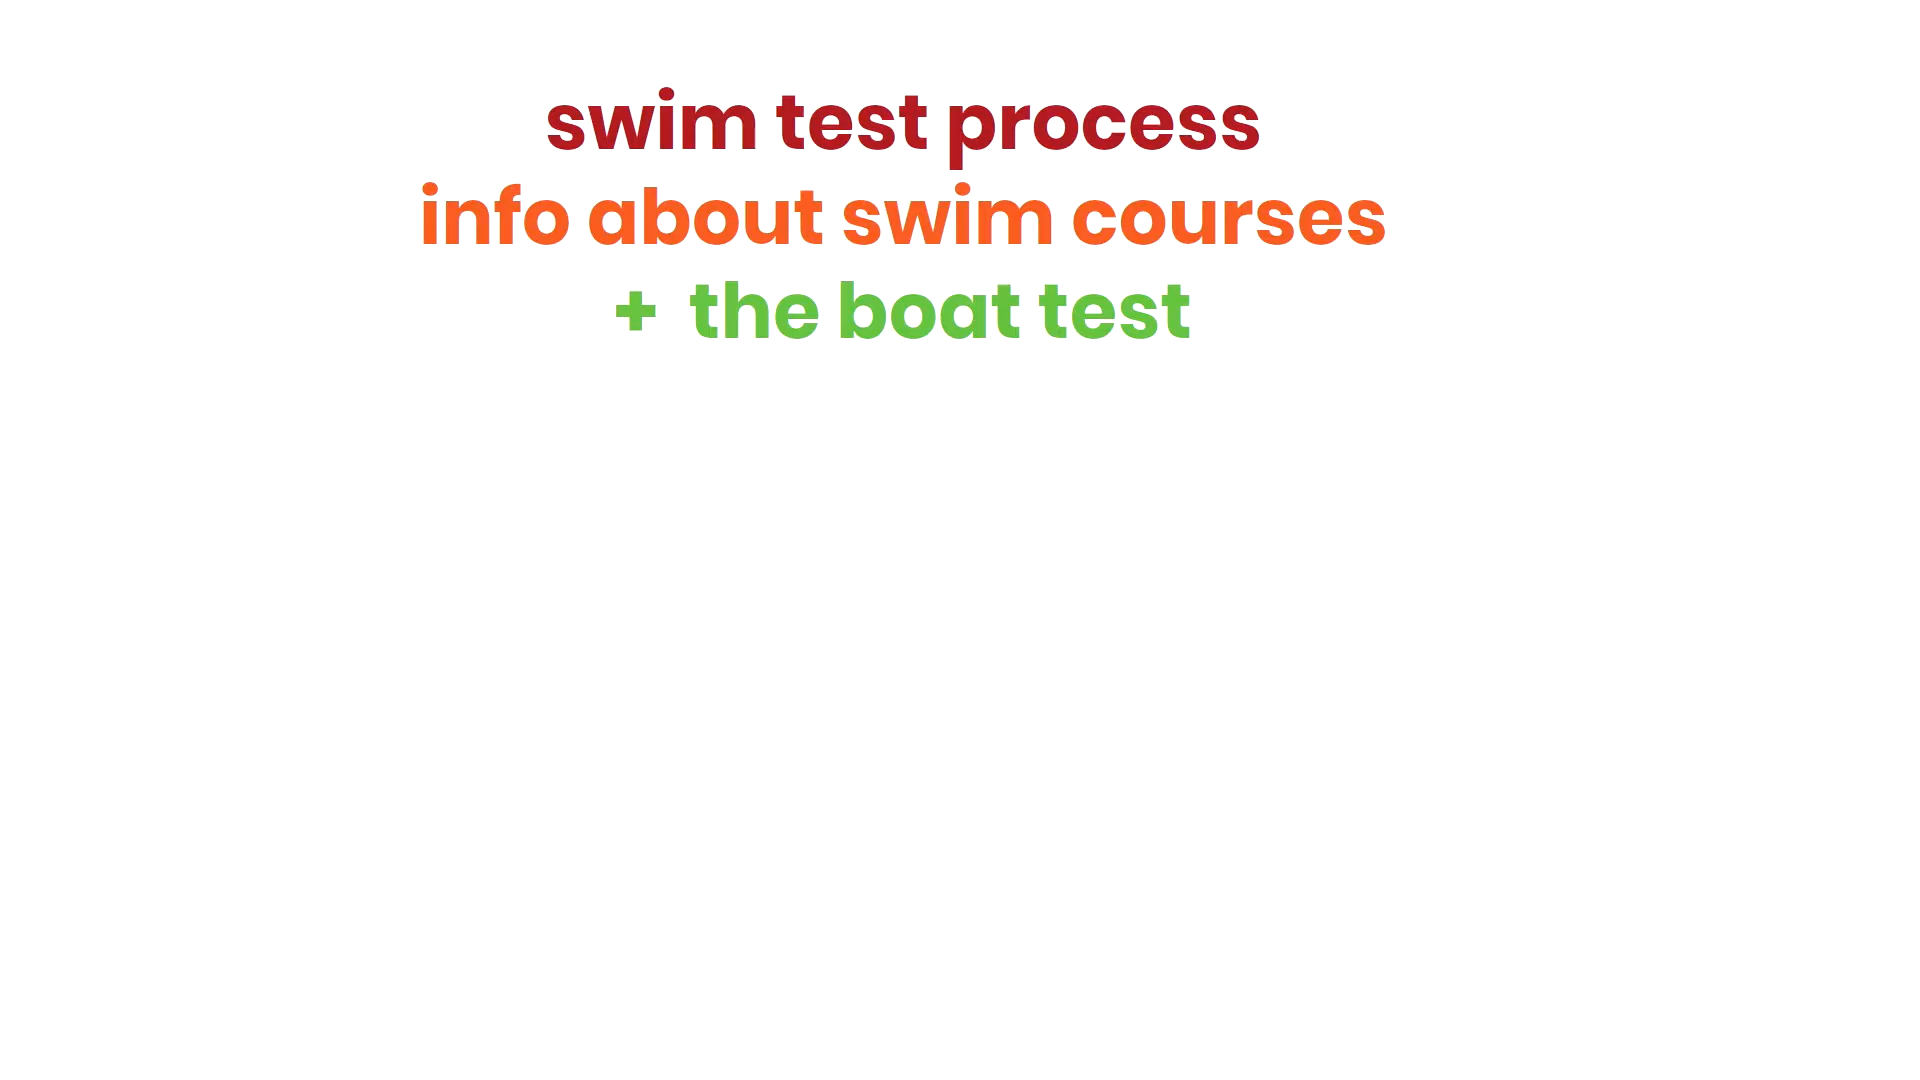 swim test process
info about swim courses
+ the boat test